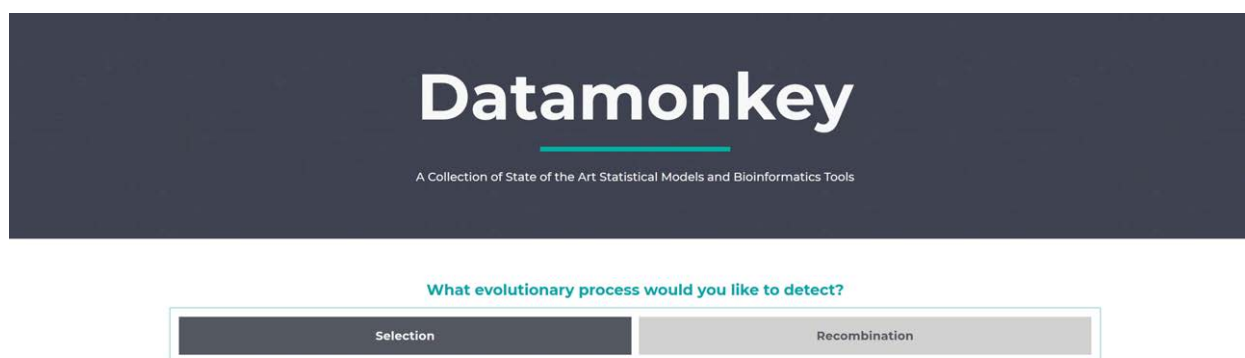 Datamonkey
A Collection of State of the Art Statistical Models and Bioinformatics Tools
What evolutionary process would you like to detect?
Selection
Recombination